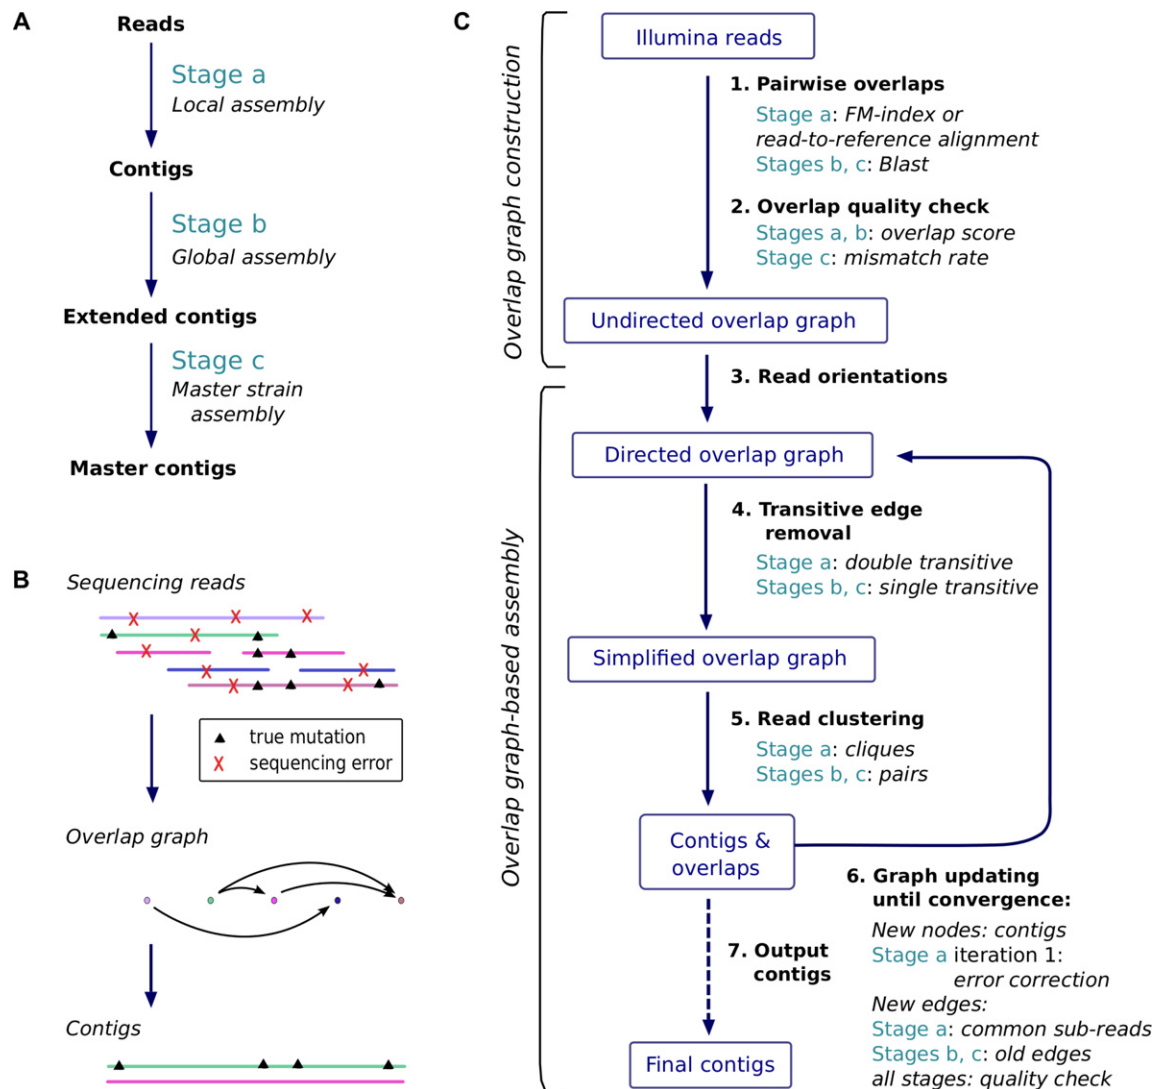 A
Reads
Stage a
Local assembly
Contigs
Stage b
Global assembly
Extended contigs
Stage c
Master strain
assembly
Master contigs
B
Sequencing reads
true mutation
sequencing error
Overlap graph
Contigs
C
Overlap graph construction
Illumina reads
1. Pairwise overlaps
Stage a: FM-index or
read-to-reference alignment
Stages b, c: Blast
2. Overlap quality check
Stages a, b: overlap score
Stage c: mismatch rate
Undirected overlap graph
3. Read orientations
Overlap graph-based assembly
Directed overlap graph
4. Transitive edge
removal
Stage a: double transitive
Stages b, c: single transitive
Simplified overlap graph
5. Read clustering
Stage a: cliques
Stages b, c: pairs
Contigs &
overlaps
6. Graph updating
until convergence:
New nodes: contigs
Stage a iteration 1:
error correction
New edges:
Stage a: common sub-reads
Stages b, c: old edges
all stages: quality check
7. Output
contigs
Final contigs